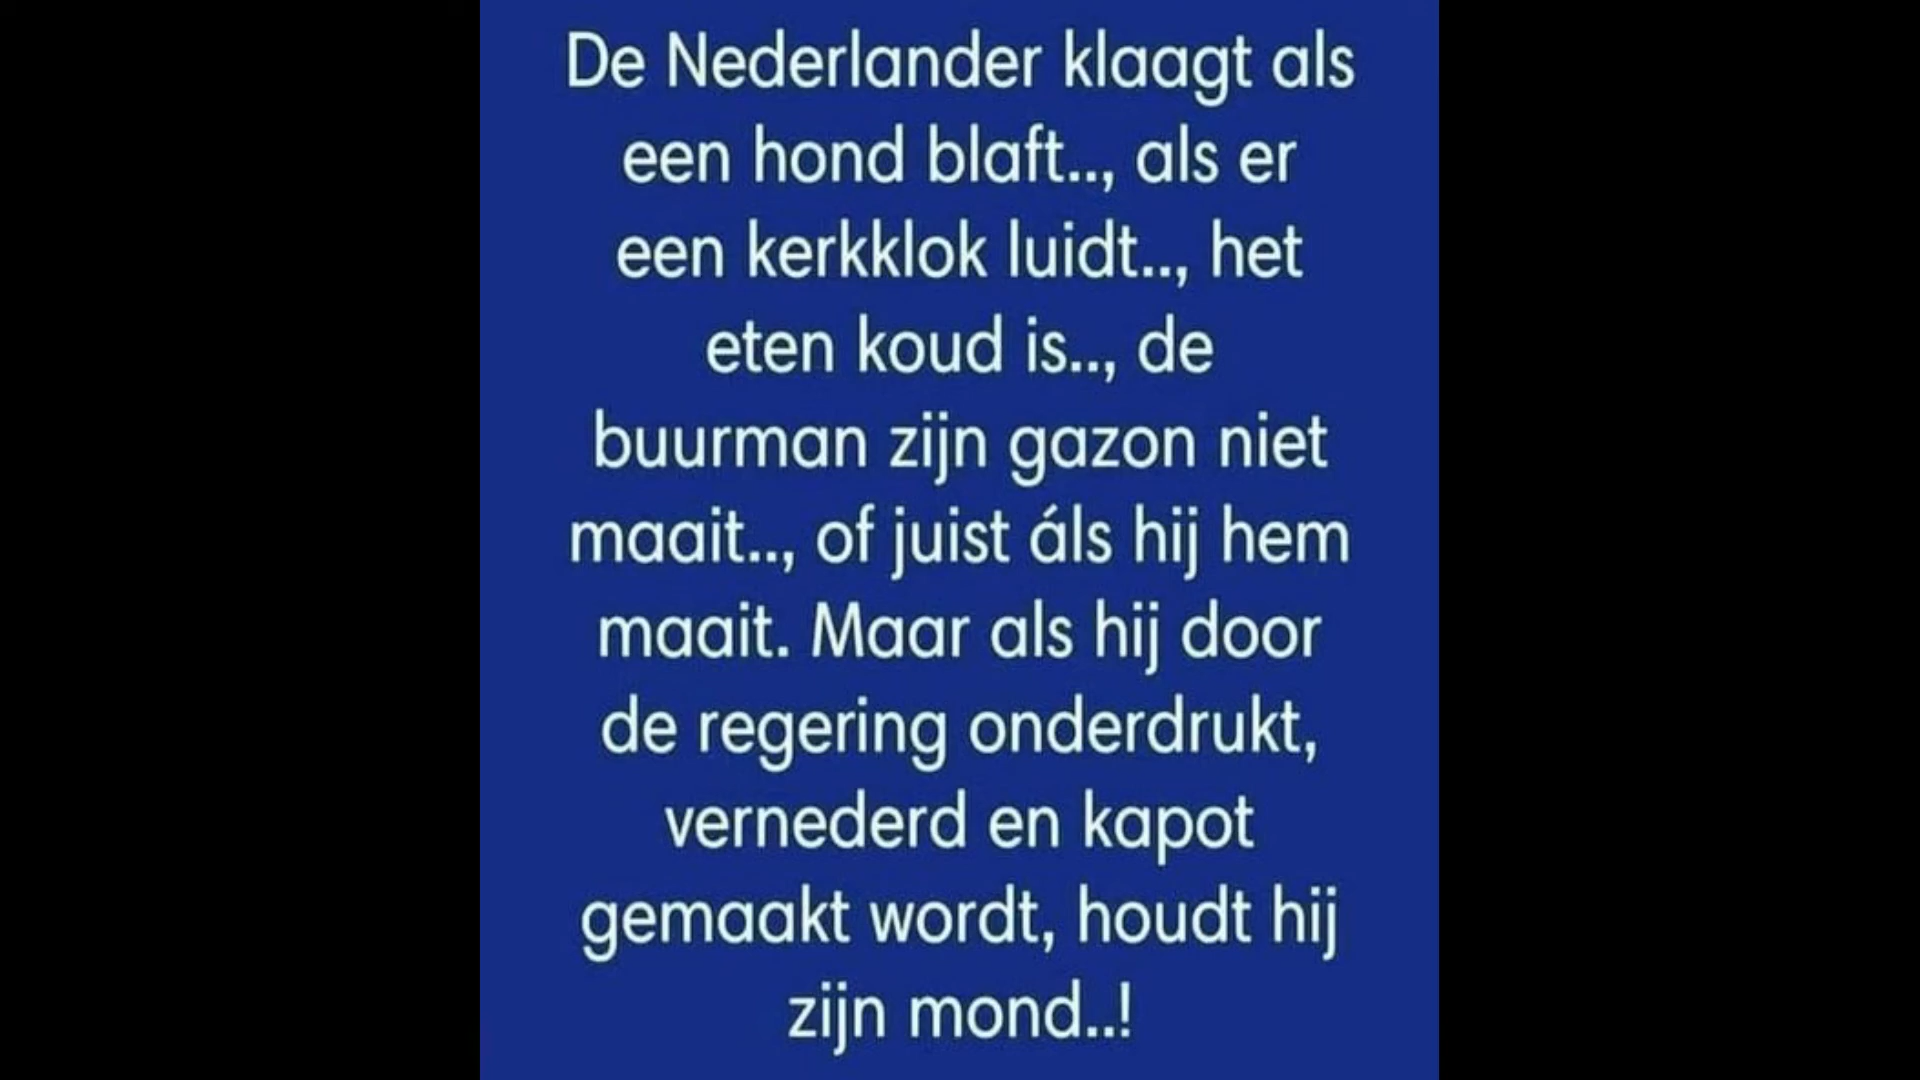 De Nederlander klaagt als
een hond blaft.., als er
een kerkklok luidt.., het
eten koud is.., de
buurman zijn gazon niet
maait.., of juist áls hij hem
maait. Maar als hij door
de regering onderdrukt,
vernederd en kapot
gemaakt wordt, houdt hij
zijn mond..!